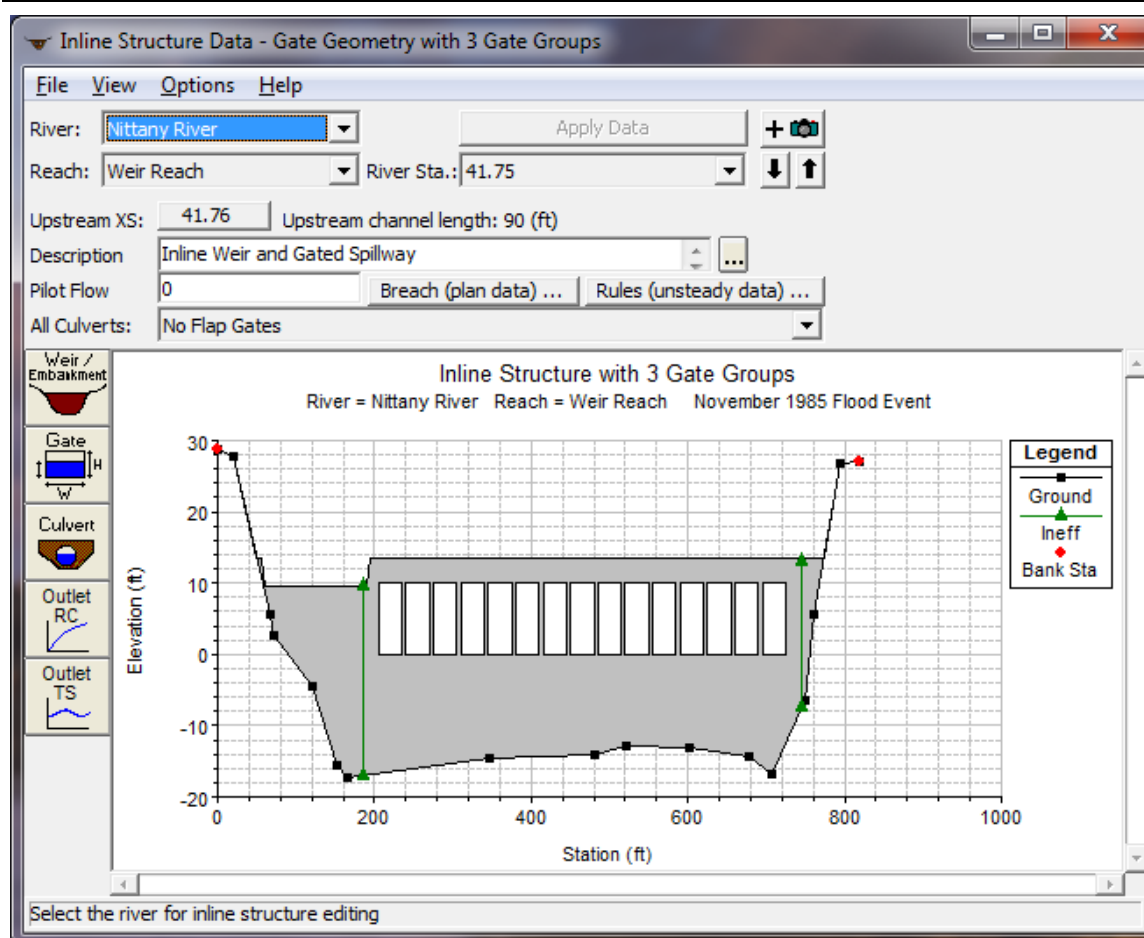 Inline Structure Data - Gate Geometry with 3 Gate Groups
File View Options Help
River: Nittany River Apply Data +
Reach: Weir Reach River Sta.: 41.75
Upstream XS: 41.76 Upstream channel length: 90 (ft)
Description Inline Weir and Gated Spillway ...
Pilot Flow 0 Breach (plan data) ... Rules (unsteady data) ...
All Culverts: No Flap Gates
Weir /
Embankment
Gate
H
W
Culvert
Outlet
RC
Outlet
TS
Inline Structure with 3 Gate Groups
River = Nittany River Reach = Weir Reach November 1985 Flood Event
30
20
10
0
-10
-20
Elevation (ft)
0 200 400 600 800 1000
Station (ft)
Legend
Ground
Ineff
Bank Sta
Select the river for inline structure editing